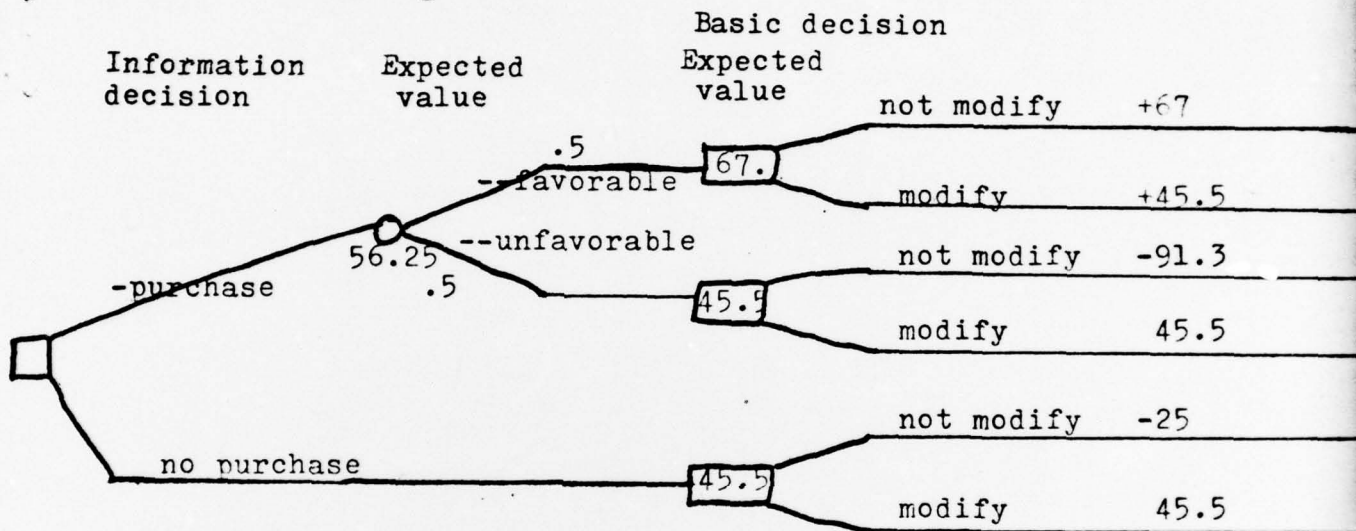 Basic decision
Information Expected Expected
decision value value
not modify +67
.5
67.
--favorable
modify +45.5
--unfavorable
not modify -91.3
56.25
-purchase .5
45.5
modify 45.5
not modify -25
no purchase
45.5
modify 45.5